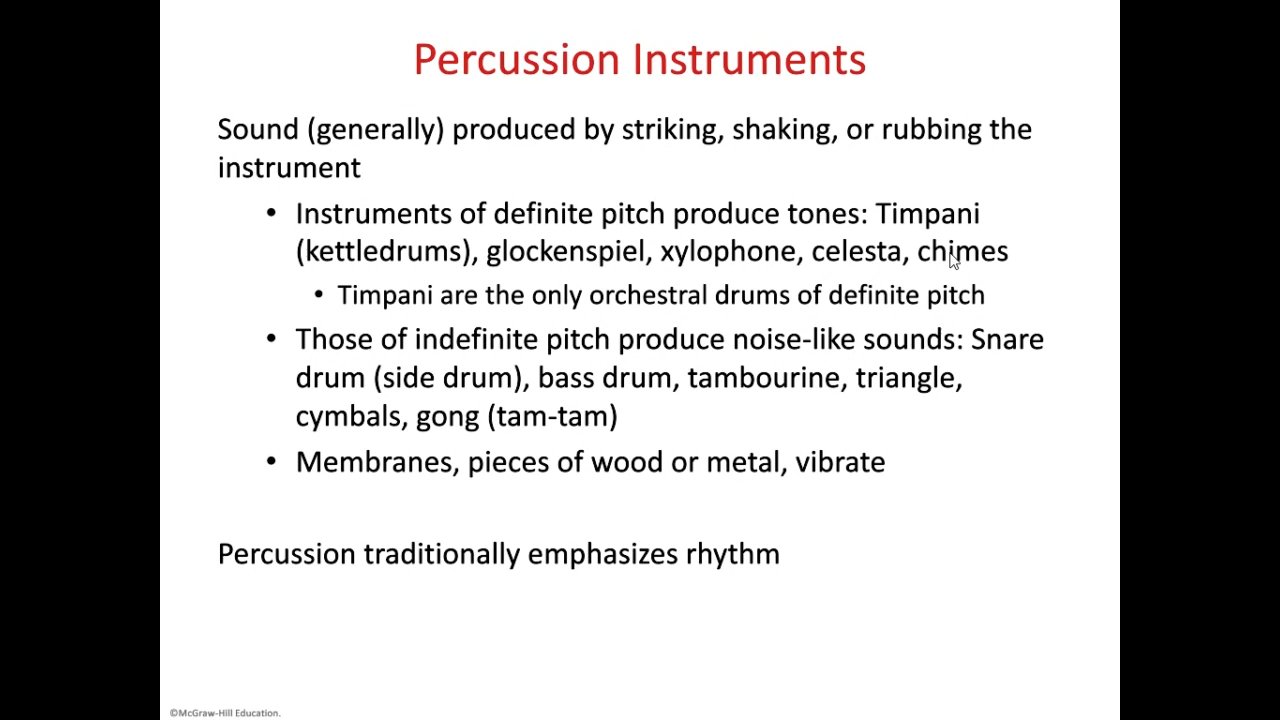 Percussion Instruments
Sound (generally) produced by striking, shaking, or rubbing the
instrument
• Instruments of definite pitch produce tones: Timpani
(kettledrums), glockenspiel, xylophone, celesta, chimes
• Timpani are the only orchestral drums of definite pitch
• Those of indefinite pitch produce noise-like sounds: Snare
drum (side drum), bass drum, tambourine, triangle,
cymbals, gong (tam-tam)
• Membranes, pieces of wood or metal, vibrate
Percussion traditionally emphasizes rhythm
©McGraw-Hill Education.